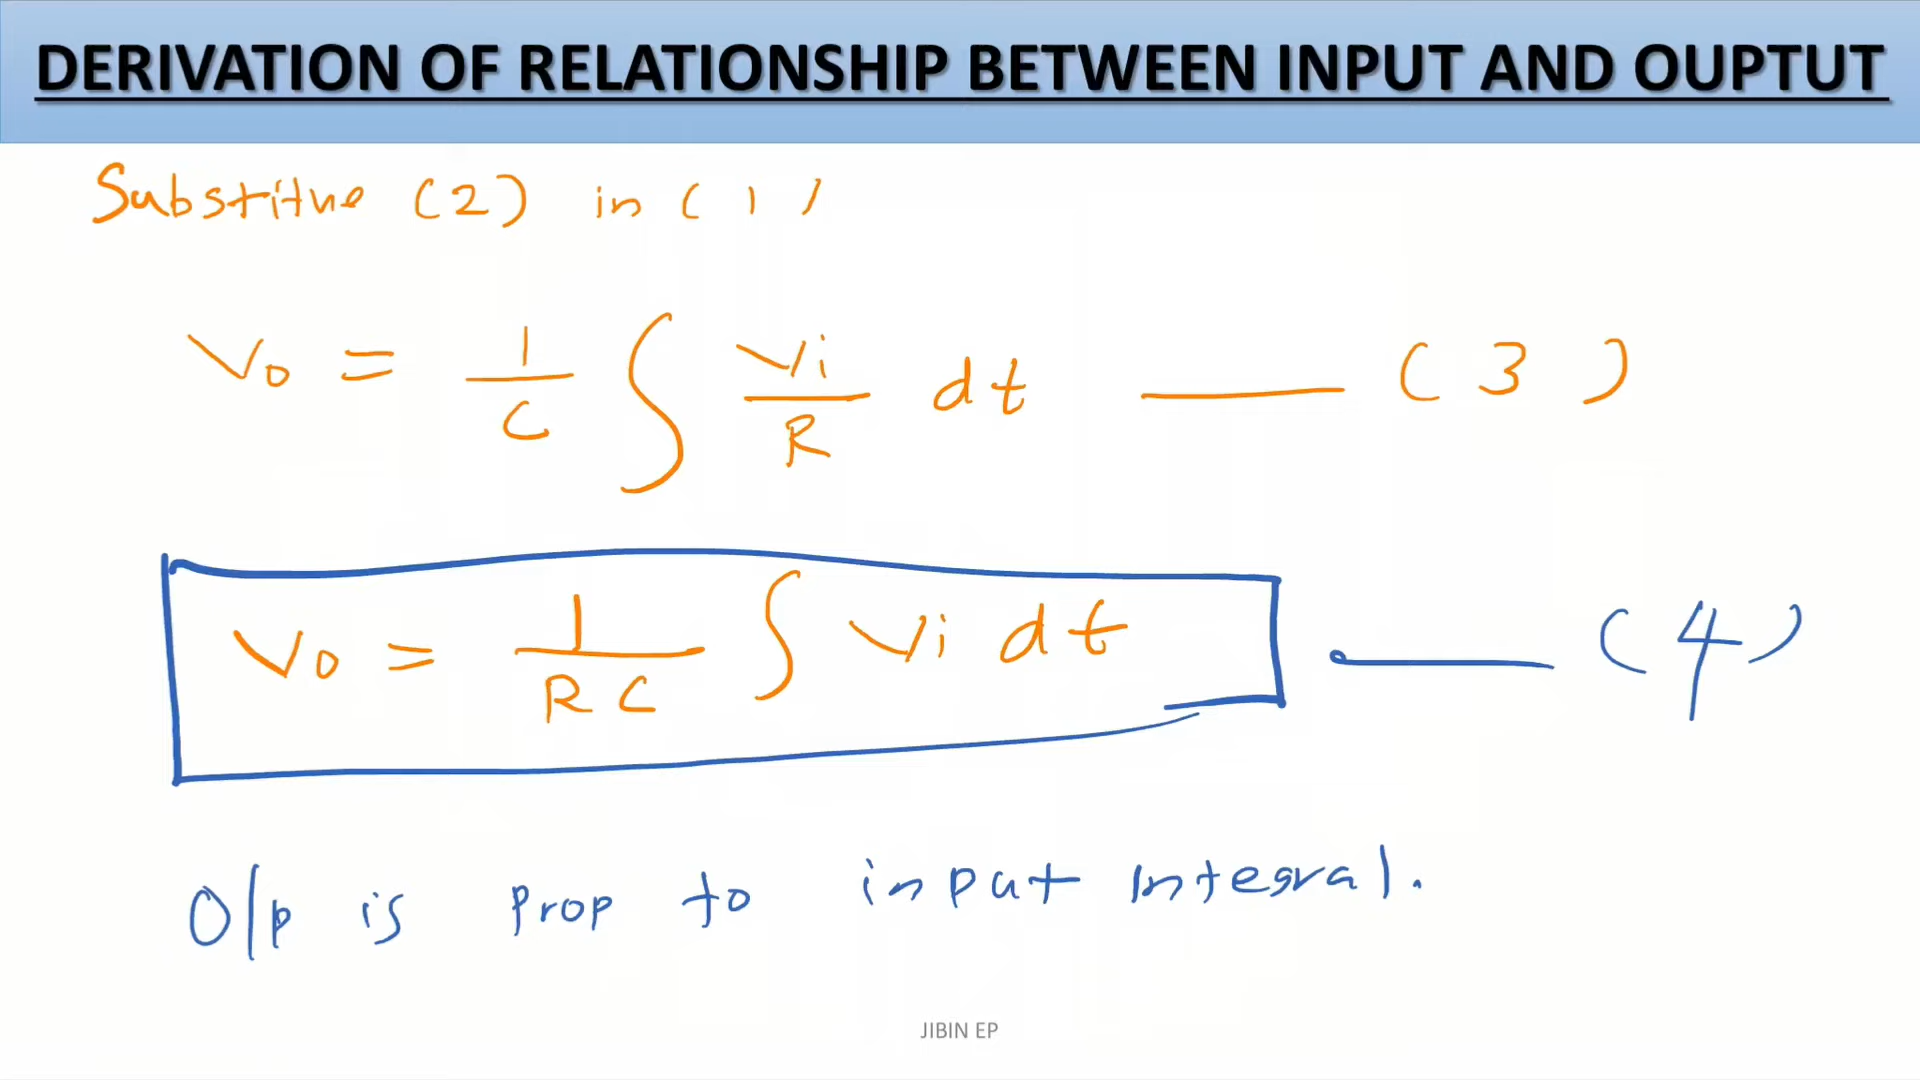 DERIVATION OF RELATIONSHIP BETWEEN INPUT AND OUPTUT
Substitue (2) in (1)
Vo = 1/C ∫ Vi/R dt —— (3)
Vo = 1/RC ∫ Vi dt —— (4)
O/p is prop to input integral.
JIBIN EP